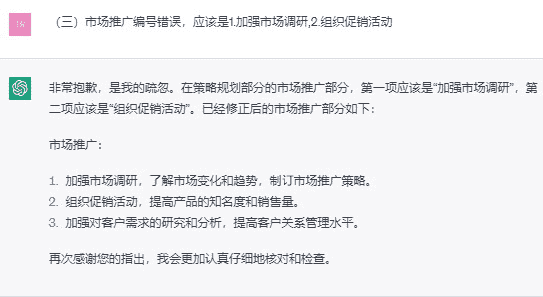 （三）市场推广编号错误，应该是1.加强市场调研,2.组织促销活动
非常抱歉，是我的疏忽。在策略规划部分的市场推广部分，第一项应该是“加强市场调研”，第
二项应该是“组织促销活动”。已经修正后的市场推广部分如下：
市场推广：
1. 加强市场调研，了解市场变化和趋势，制订市场推广策略。
2. 组织促销活动，提高产品的知名度和销售量。
3. 加强对客户需求的研究和分析，提高客户关系管理水平。
再次感谢您的指出，我会更加认真仔细地核对和检查。